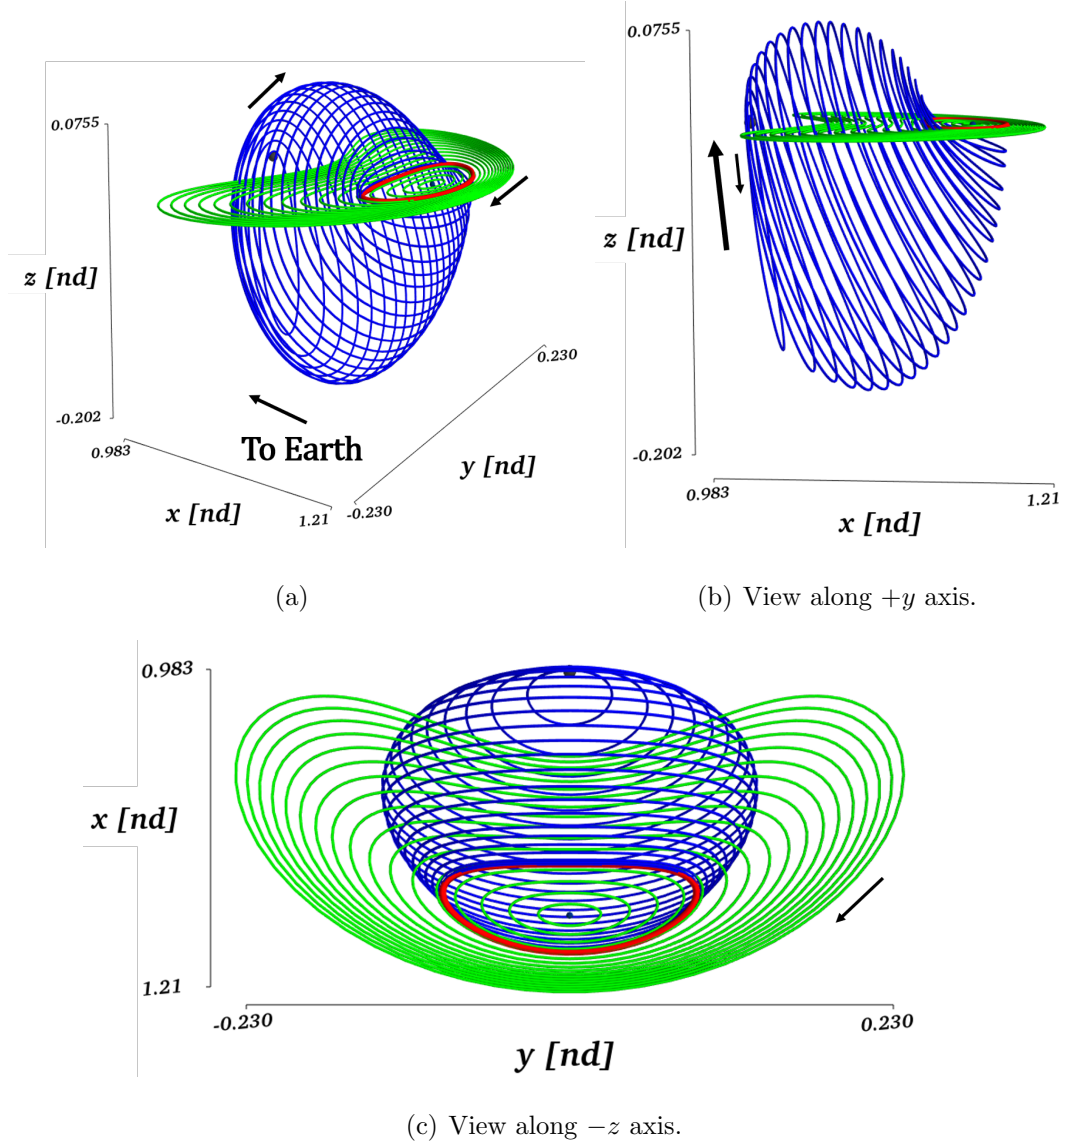 0.0755
z [nd]
-0.202
0.983
x [nd]
1.21
-0.230
y [nd]
0.230
To Earth
(a)
0.0755
z [nd]
-0.202
0.983
x [nd]
1.21
(b) View along +y axis.
0.983
x [nd]
1.21
-0.230
y [nd]
0.230
(c) View along −z axis.